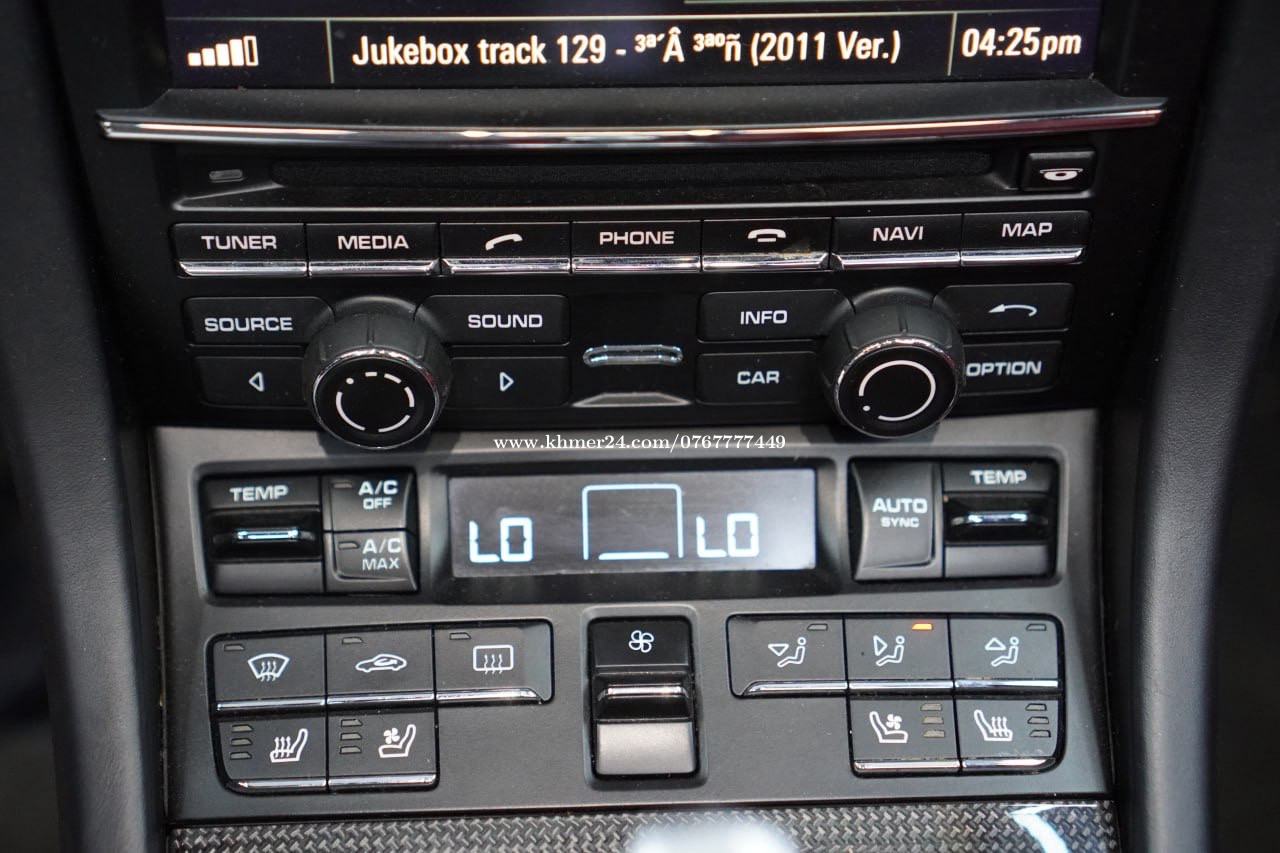 Jukebox track 129 - ³ª´Â ³ªºñ (2011 Ver.)
04:25pm
TUNER
MEDIA
PHONE
NAVI
MAP
SOURCE
SOUND
INFO
CAR
OPTION
www.khmer24.com/0767777449
TEMP
A/C
OFF
A/C
MAX
LO
LO
AUTO
SYNC
TEMP